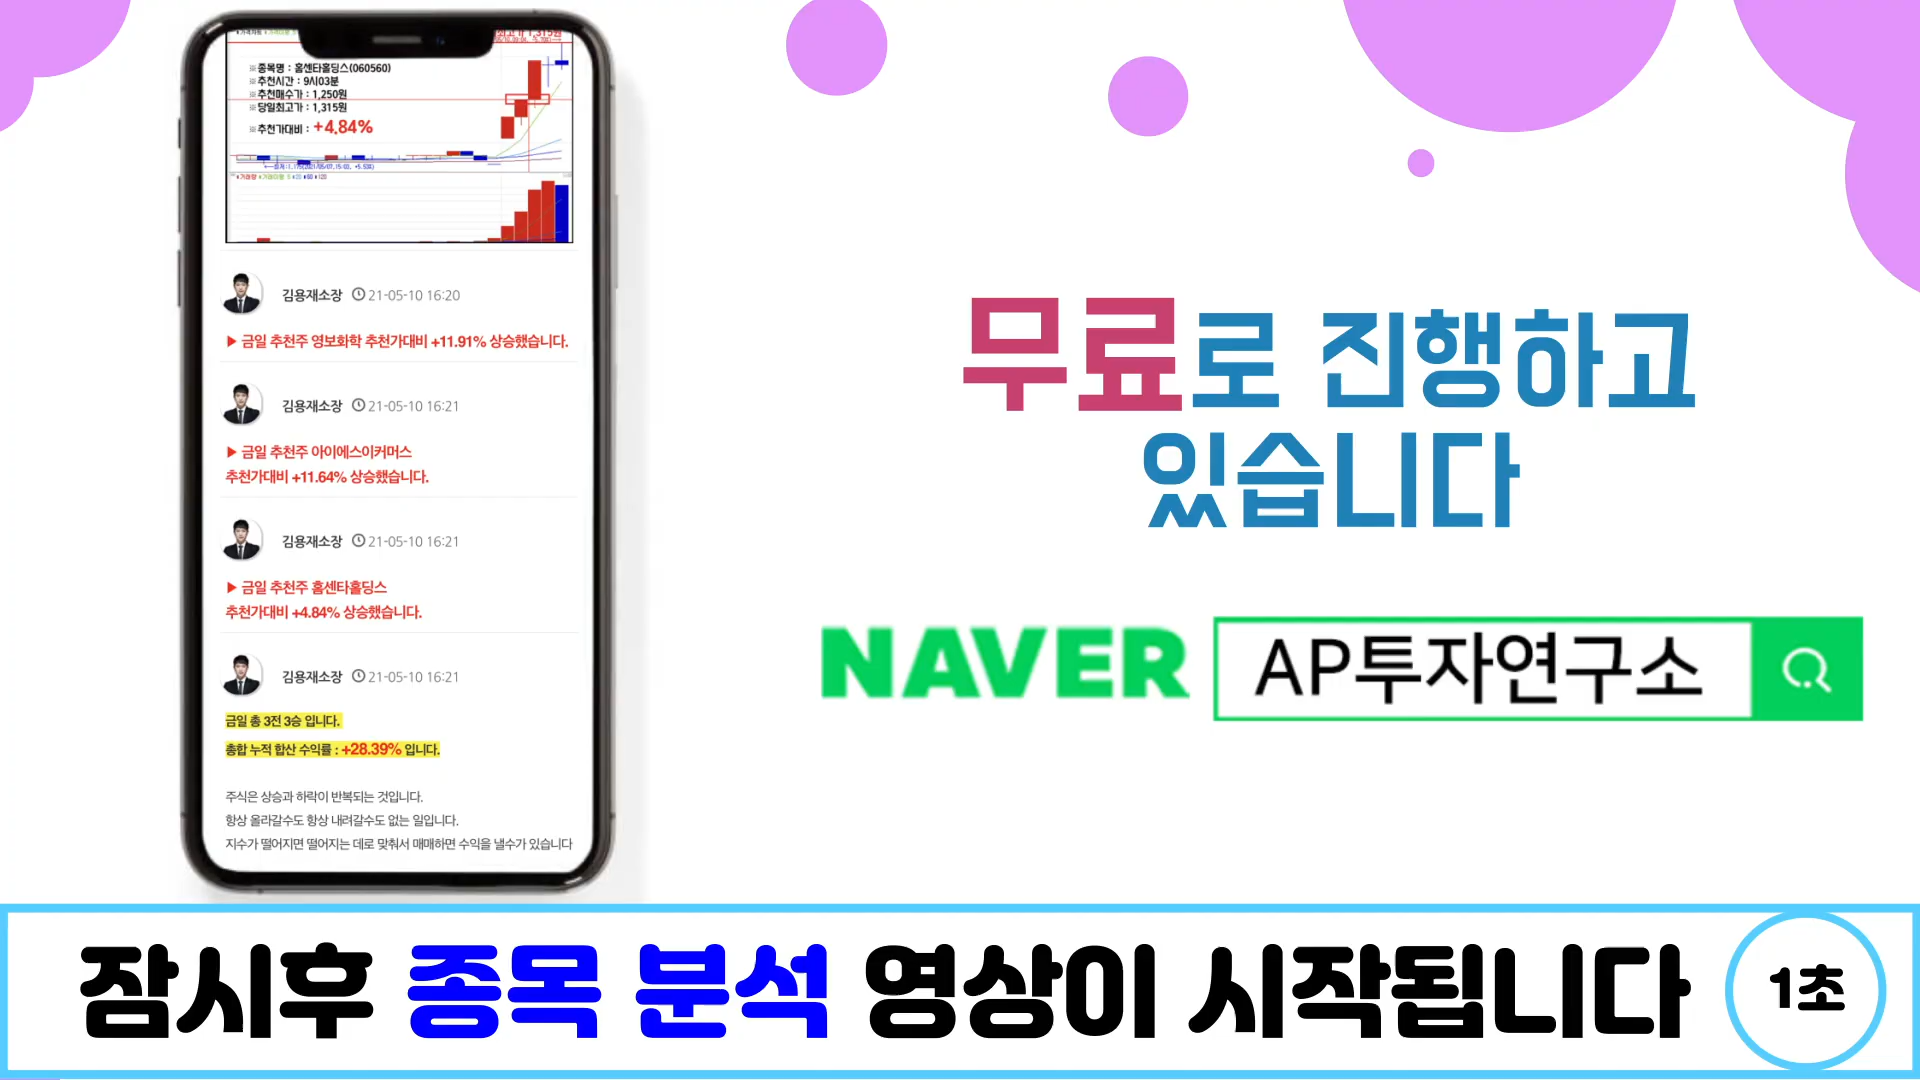 ※종목명 : 홈센타홀딩스(060560)
※추천시간 : 9시03분
※추천매수가 : 1,250원
※당일최고가 : 1,315원
※추천가대비 : +4.84%
김용재소장 21-05-10 16:20
▶ 금일 추천주 영보화학 추천가대비 +11.91% 상승했습니다.
김용재소장 21-05-10 16:21
▶ 금일 추천주 아이에스이커머스
추천가대비 +11.64% 상승했습니다.
김용재소장 21-05-10 16:21
▶ 금일 추천주 홈센타홀딩스
추천가대비 +4.84% 상승했습니다.
김용재소장 21-05-10 16:21
금일 총 3전 3승 입니다.
총합 누적 합산 수익률 : +28.39% 입니다.
주식은 상승과 하락이 반복되는 것입니다.
항상 올라갈수도 항상 내려갈수도 없는 일입니다.
지수가 떨어지면 떨어지는 데로 맞춰서 매매하면 수익을 낼수가 있습니다
무료로 진행하고
있습니다
NAVER AP투자연구소
잠시후 종목 분석 영상이 시작됩니다 1초